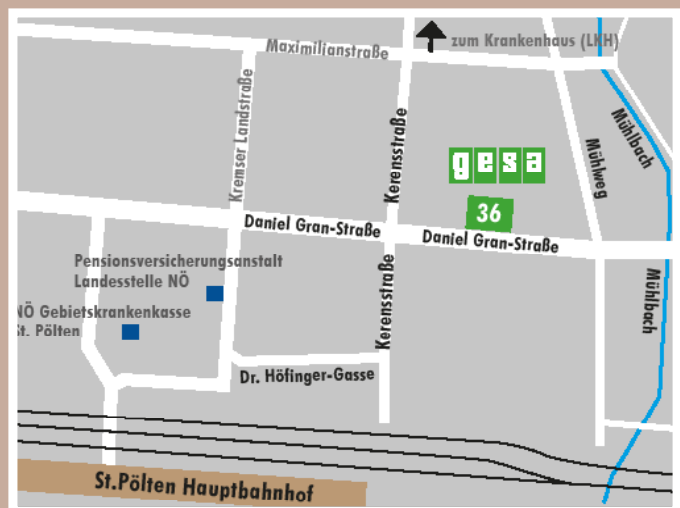 Maximilianstraße
zum Krankenhaus (LKH)
Kremser Landstraße
Kerensstraße
Mühlbach
Mühlweg
gesa
36
Daniel Gran-Straße
Daniel Gran-Straße
Pensionsversicherungsanstalt
Landesstelle NÖ
NÖ Gebietskrankenkasse
St. Pölten
Kerensstraße
Mühlbach
Dr. Höfinger-Gasse
St.Pölten Hauptbahnhof